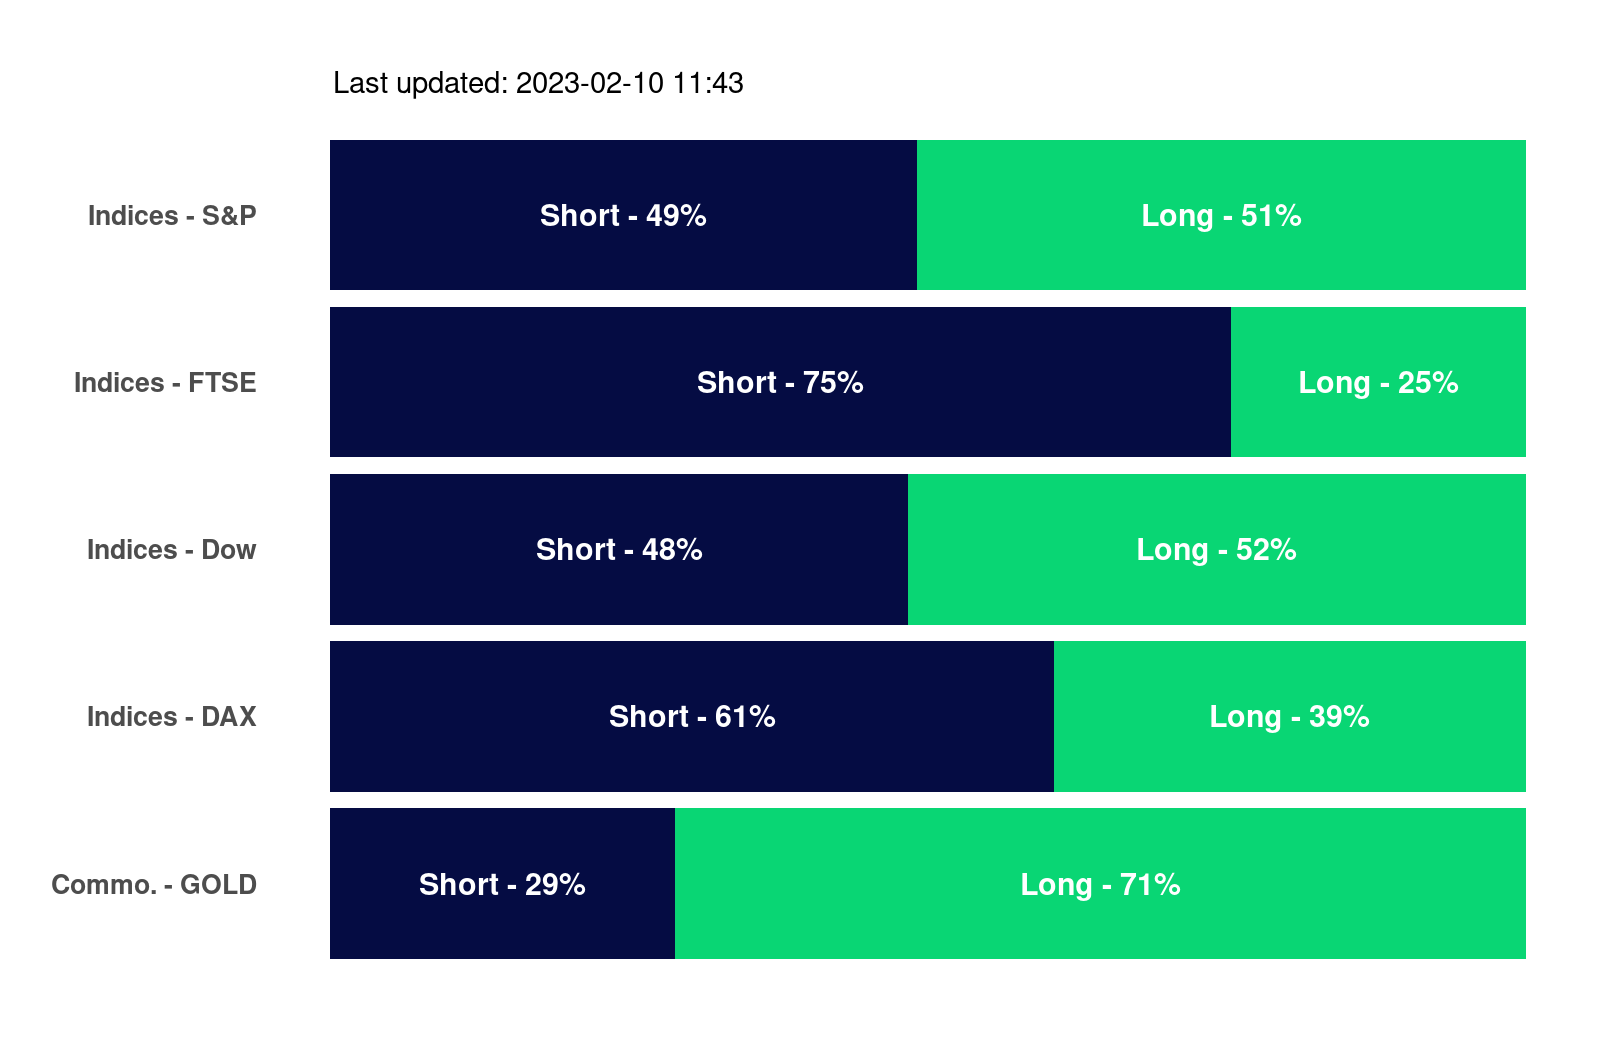 Last updated: 2023-02-10 11:43
Indices - S&P Short - 49% Long - 51%
Indices - FTSE Short - 75% Long - 25%
Indices - Dow Short - 48% Long - 52%
Indices - DAX Short - 61% Long - 39%
Commo. - GOLD Short - 29% Long - 71%